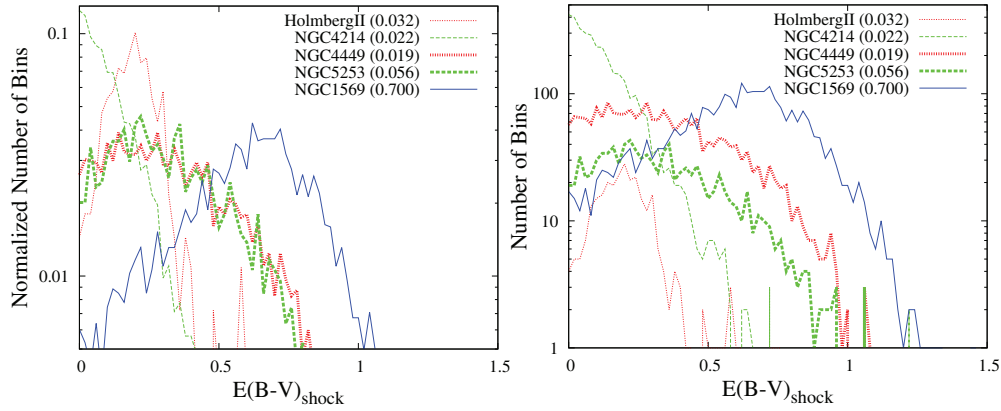 Normalized Number of Bins
0.1
0.01
HolmbergII (0.032)
NGC4214 (0.022)
NGC4449 (0.019)
NGC5253 (0.056)
NGC1569 (0.700)
0 0.5 1 1.5
E(B-V)shock
Number of Bins
100
10
1
HolmbergII (0.032)
NGC4214 (0.022)
NGC4449 (0.019)
NGC5253 (0.056)
NGC1569 (0.700)
0 0.5 1 1.5
E(B-V)shock